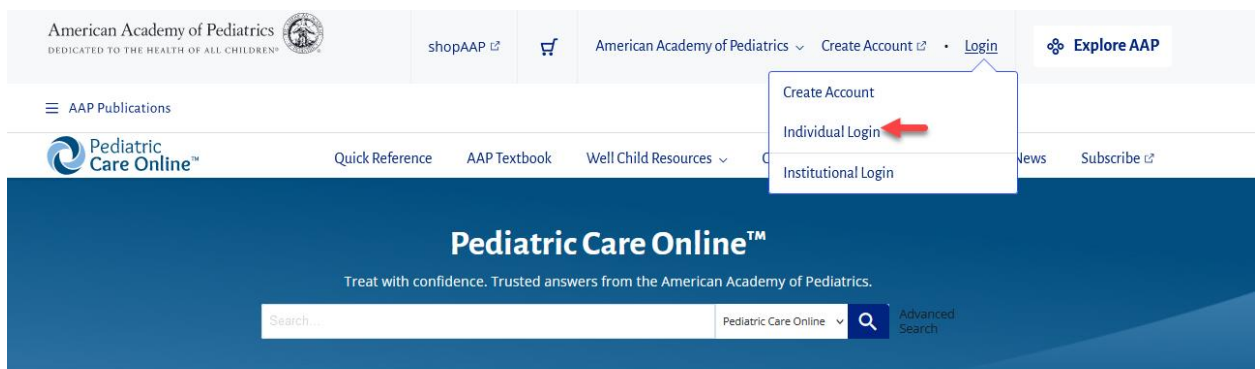 American Academy of Pediatrics
DEDICATED TO THE HEALTH OF ALL CHILDREN®
shopAAP
American Academy of Pediatrics
Create Account
•
Login
Explore AAP
Create Account
Individual Login
Institutional Login
AAP Publications
Pediatric
Care Online™
Quick Reference
AAP Textbook
Well Child Resources
News
Subscribe
Pediatric Care Online™
Treat with confidence. Trusted answers from the American Academy of Pediatrics.
Search...
Pediatric Care Online
Advanced
Search